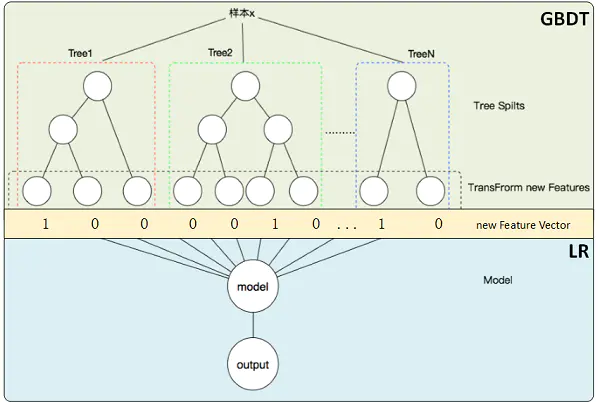 样本x
GBDT
Tree1
Tree2
TreeN
Tree Spilts
.........
TransFrorm new Features
1 0 0 0 0 1 0 ... 1 0 new Feature Vector
LR
model
Model
output